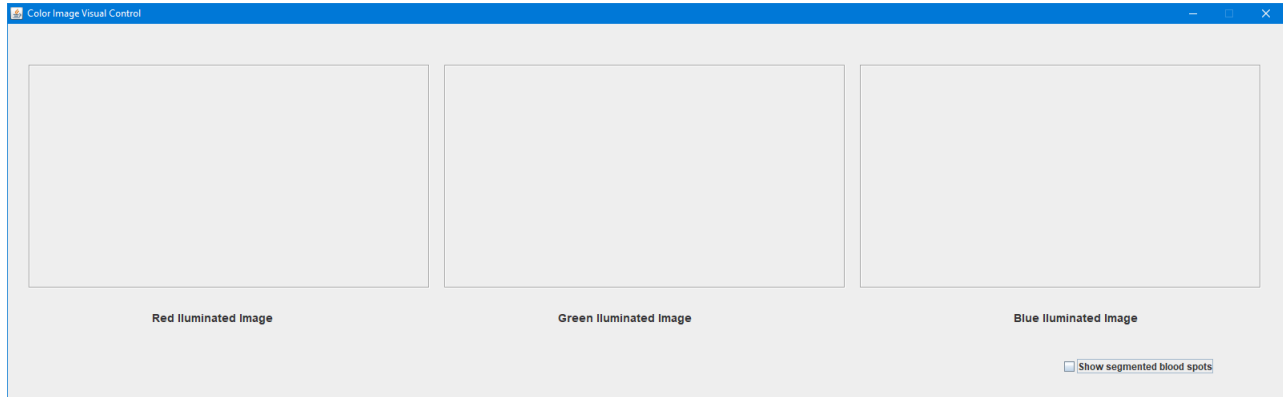 Color Image Visual Control
Red Iluminated Image
Green Iluminated Image
Blue Iluminated Image
Show segmented blood spots